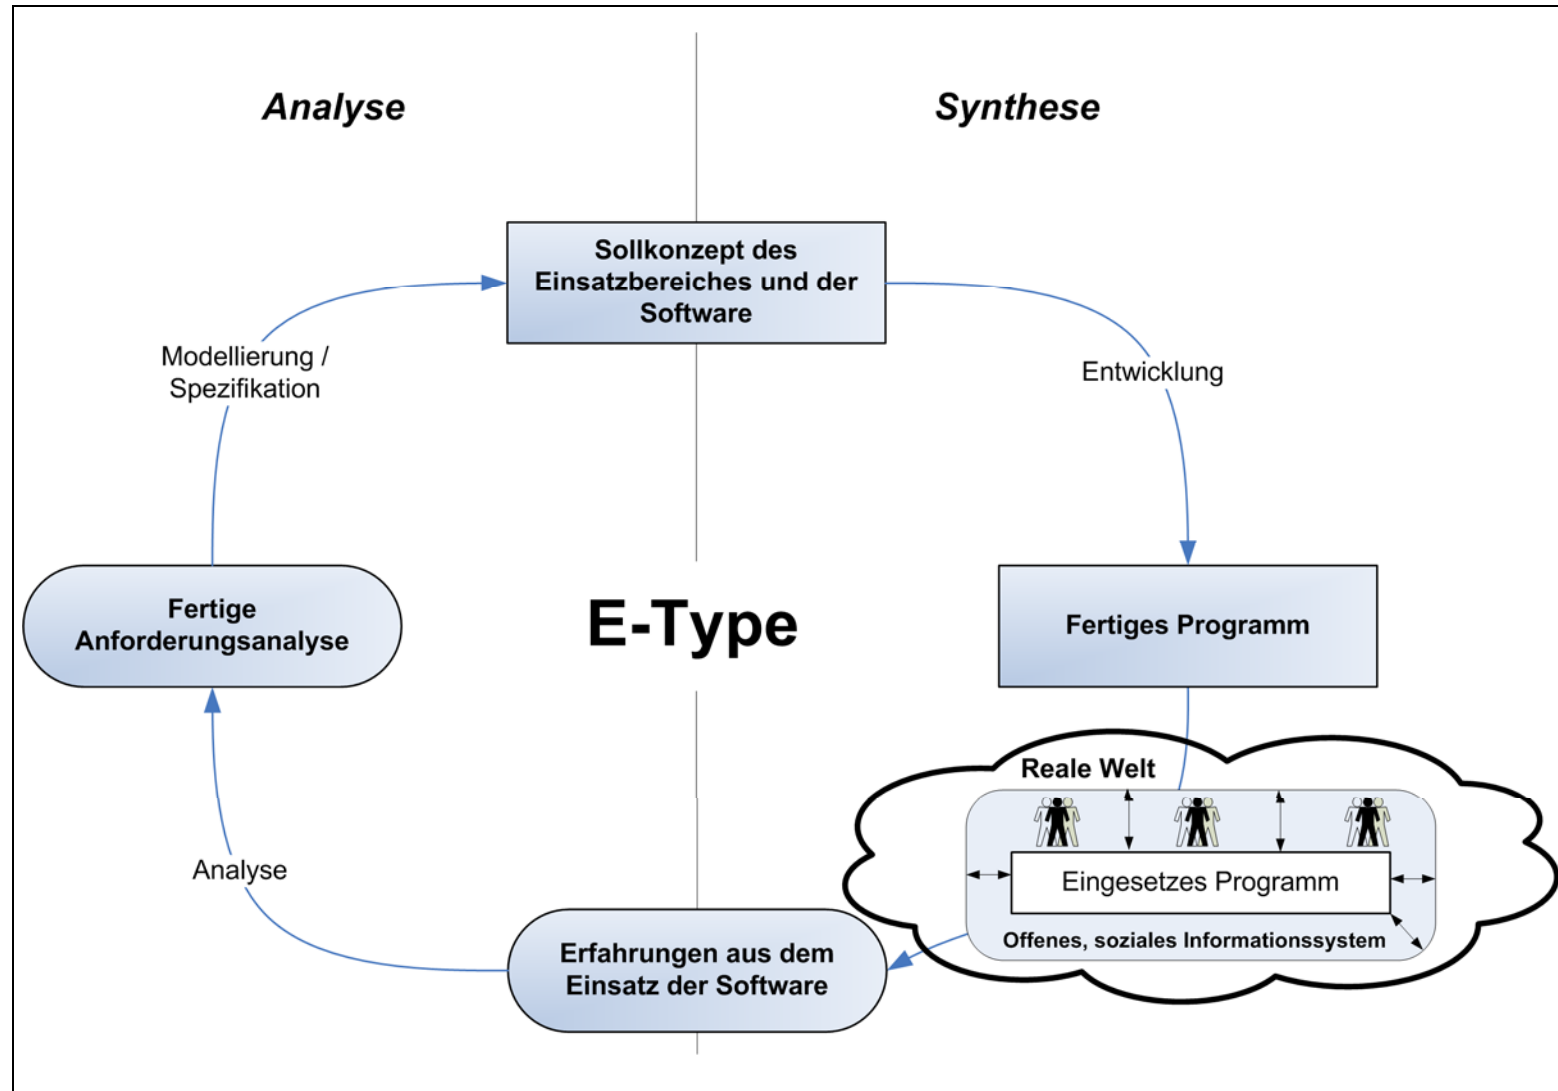 Analyse
Synthese
Sollkonzept des
Einsatzbereiches und der
Software
Modellierung /
Spezifikation
Entwicklung
Fertige
Anforderungsanalyse
E-Type
Fertiges Programm
Reale Welt
Eingesetzes Programm
Offenes, soziales Informationssystem
Analyse
Erfahrungen aus dem
Einsatz der Software